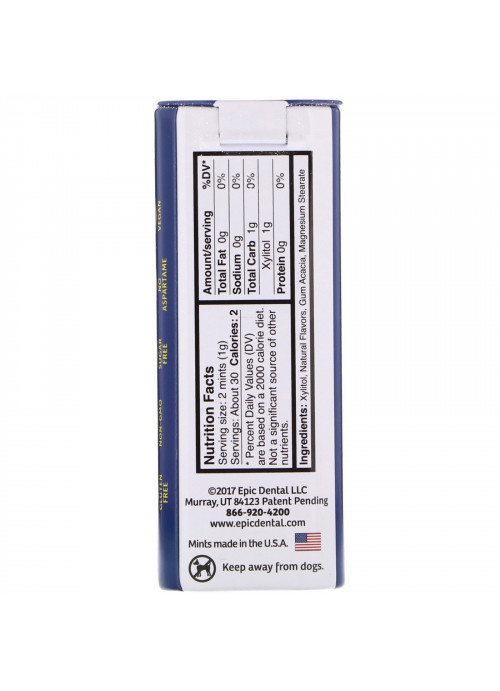 Nutrition Facts
Serving size: 2 mints (1g)
Servings: About 30 Calories: 2
* Percent Daily Values (DV)
are based on a 2000 calorie diet.
Not a significant source of other
nutrients.
Amount/serving %DV*
Total Fat 0g 0%
Sodium 0g 0%
Total Carb 1g 0%
Xylitol 1g
Protein 0g 0%
Ingredients: Xylitol, Natural Flavors, Gum Acacia, Magnesium Stearate
©2017 Epic Dental LLC
Murray, UT 84123 Patent Pending
866-920-4200
www.epicdental.com
Mints made in the U.S.A.
Keep away from dogs.
GLUTEN
FREE
NON-GMO
SUGAR
FREE
NO
ASPARTAME
VEGAN